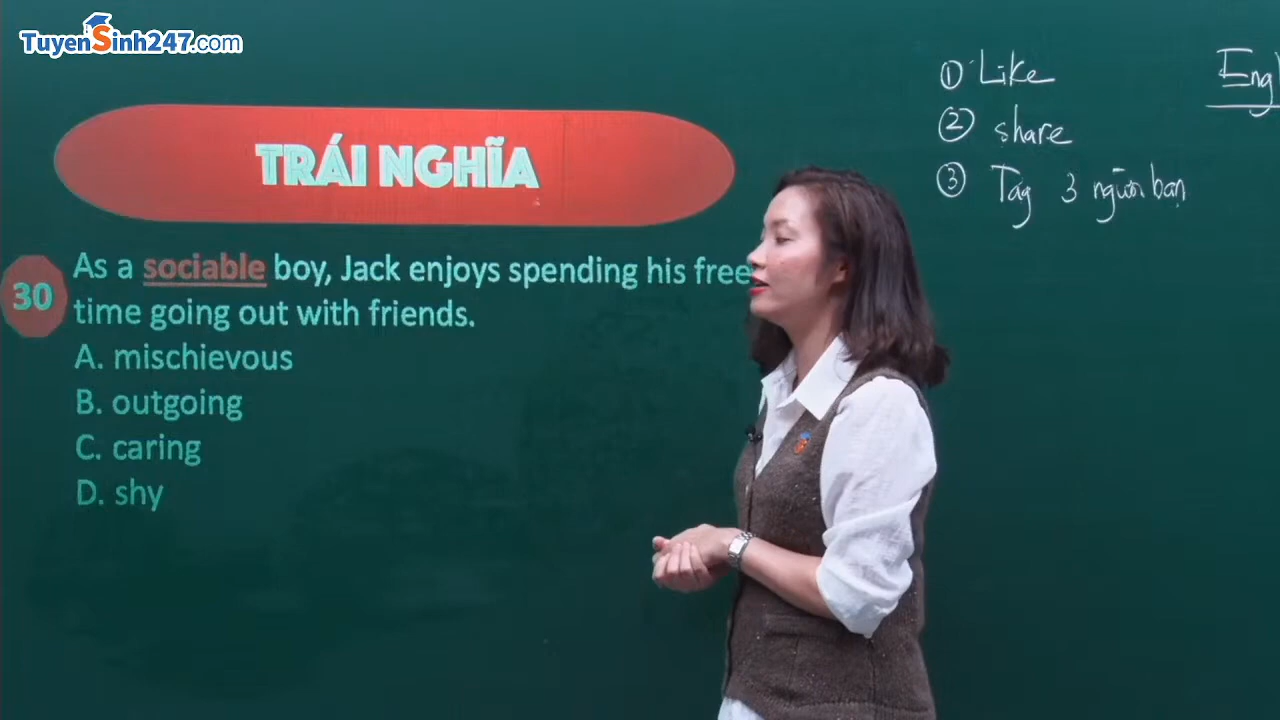 TuyenSinh247.com
TRÁI NGHĨA
30
As a sociable boy, Jack enjoys spending his free
time going out with friends.
A. mischievous
B. outgoing
C. caring
D. shy
① Like
② share
③ Tag 3 người bạn
Eng